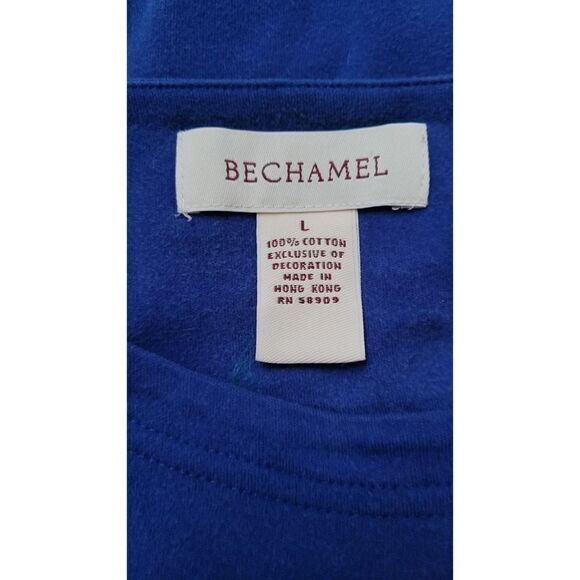 BECHAMEL
L
100% COTTON
EXCLUSIVE OF
DECORATION
MADE IN
HONG KONG
RN 58909